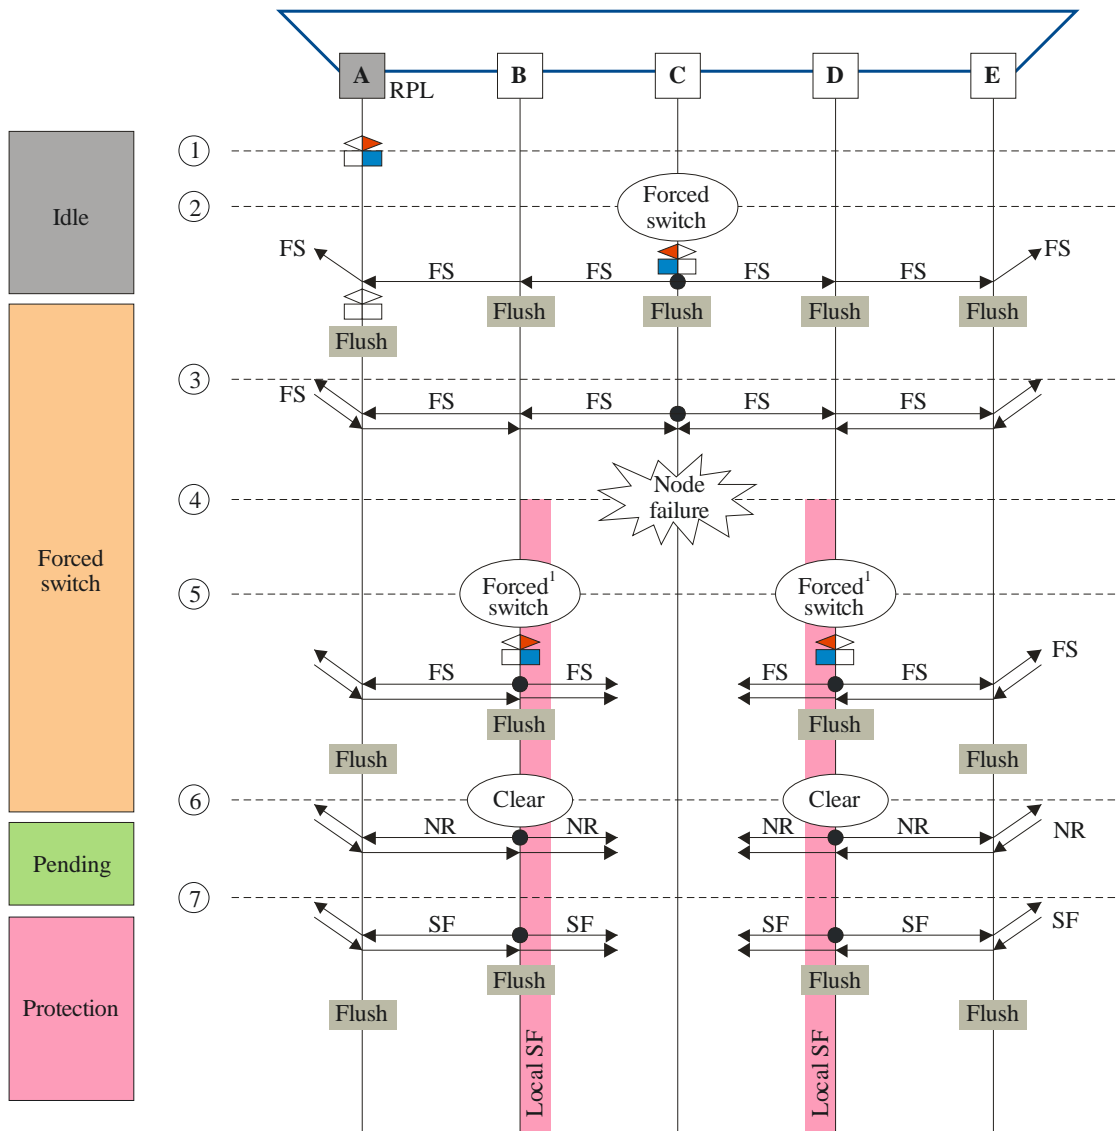 A
B
C
D
E
RPL
1
Idle
2
Forced
switch
FS
FS
FS
FS
FS
FS
Flush
Flush
Flush
Flush
Flush
3
FS
FS
FS
FS
FS
4
Node
failure
Forced
switch
5
Forced1
switch
Forced1
switch
FS
FS
FS
FS
FS
Flush
Flush
Flush
Flush
6
Clear
Clear
NR
NR
NR
NR
NR
Pending
7
SF
SF
SF
SF
SF
Flush
Flush
Protection
Flush
Flush
Local SF
Local SF